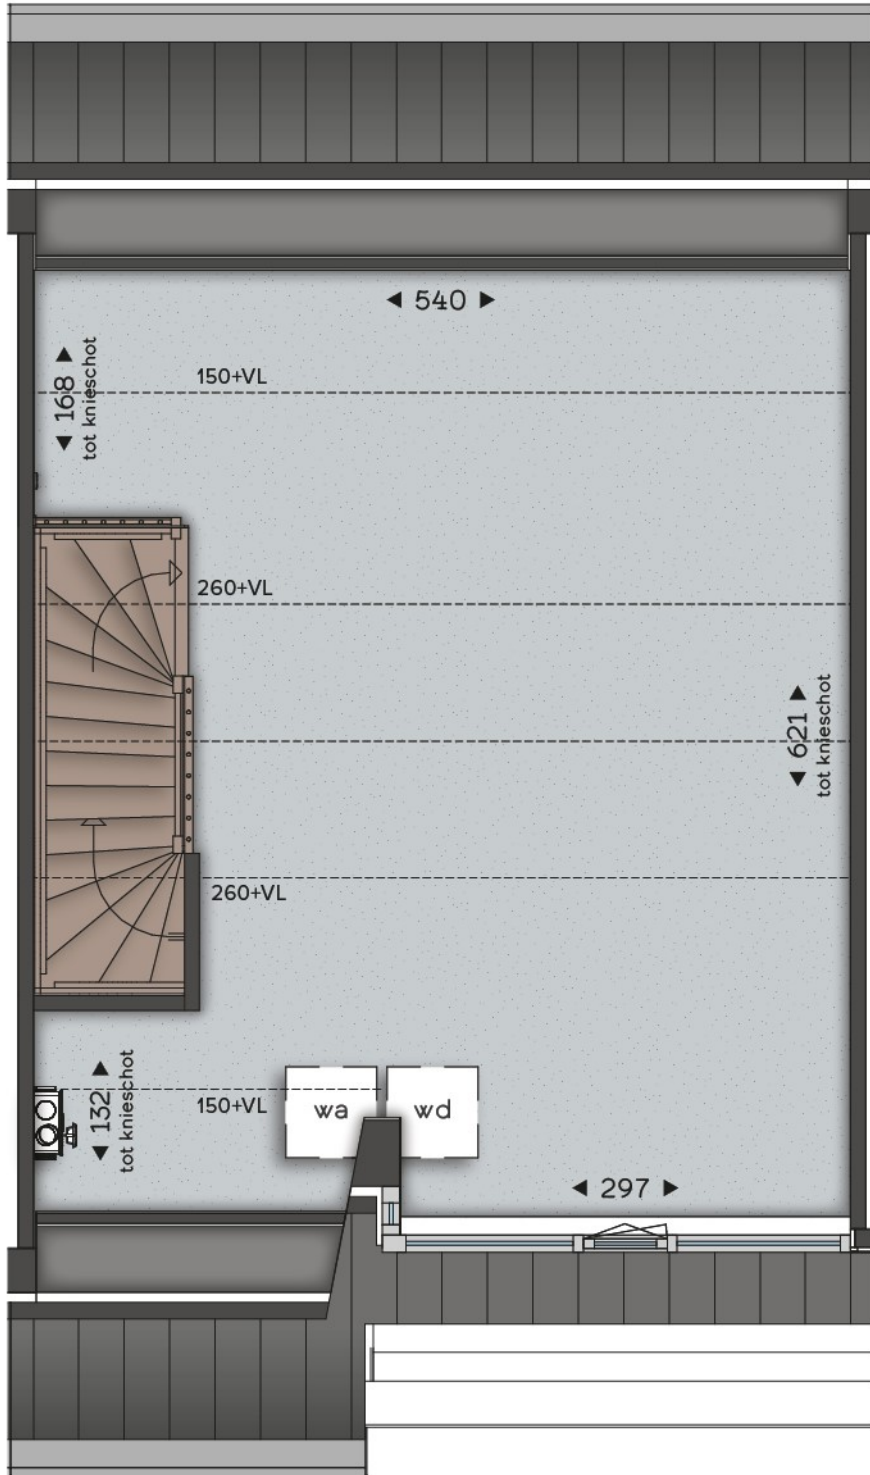 ◄ 540 ►
150+VL
◄ 168 ►
tot knieschot
260+VL
◄ 621 ►
tot knieschot
260+VL
◄ 132 ►
tot knieschot
150+VL
wa
wd
◄ 297 ►